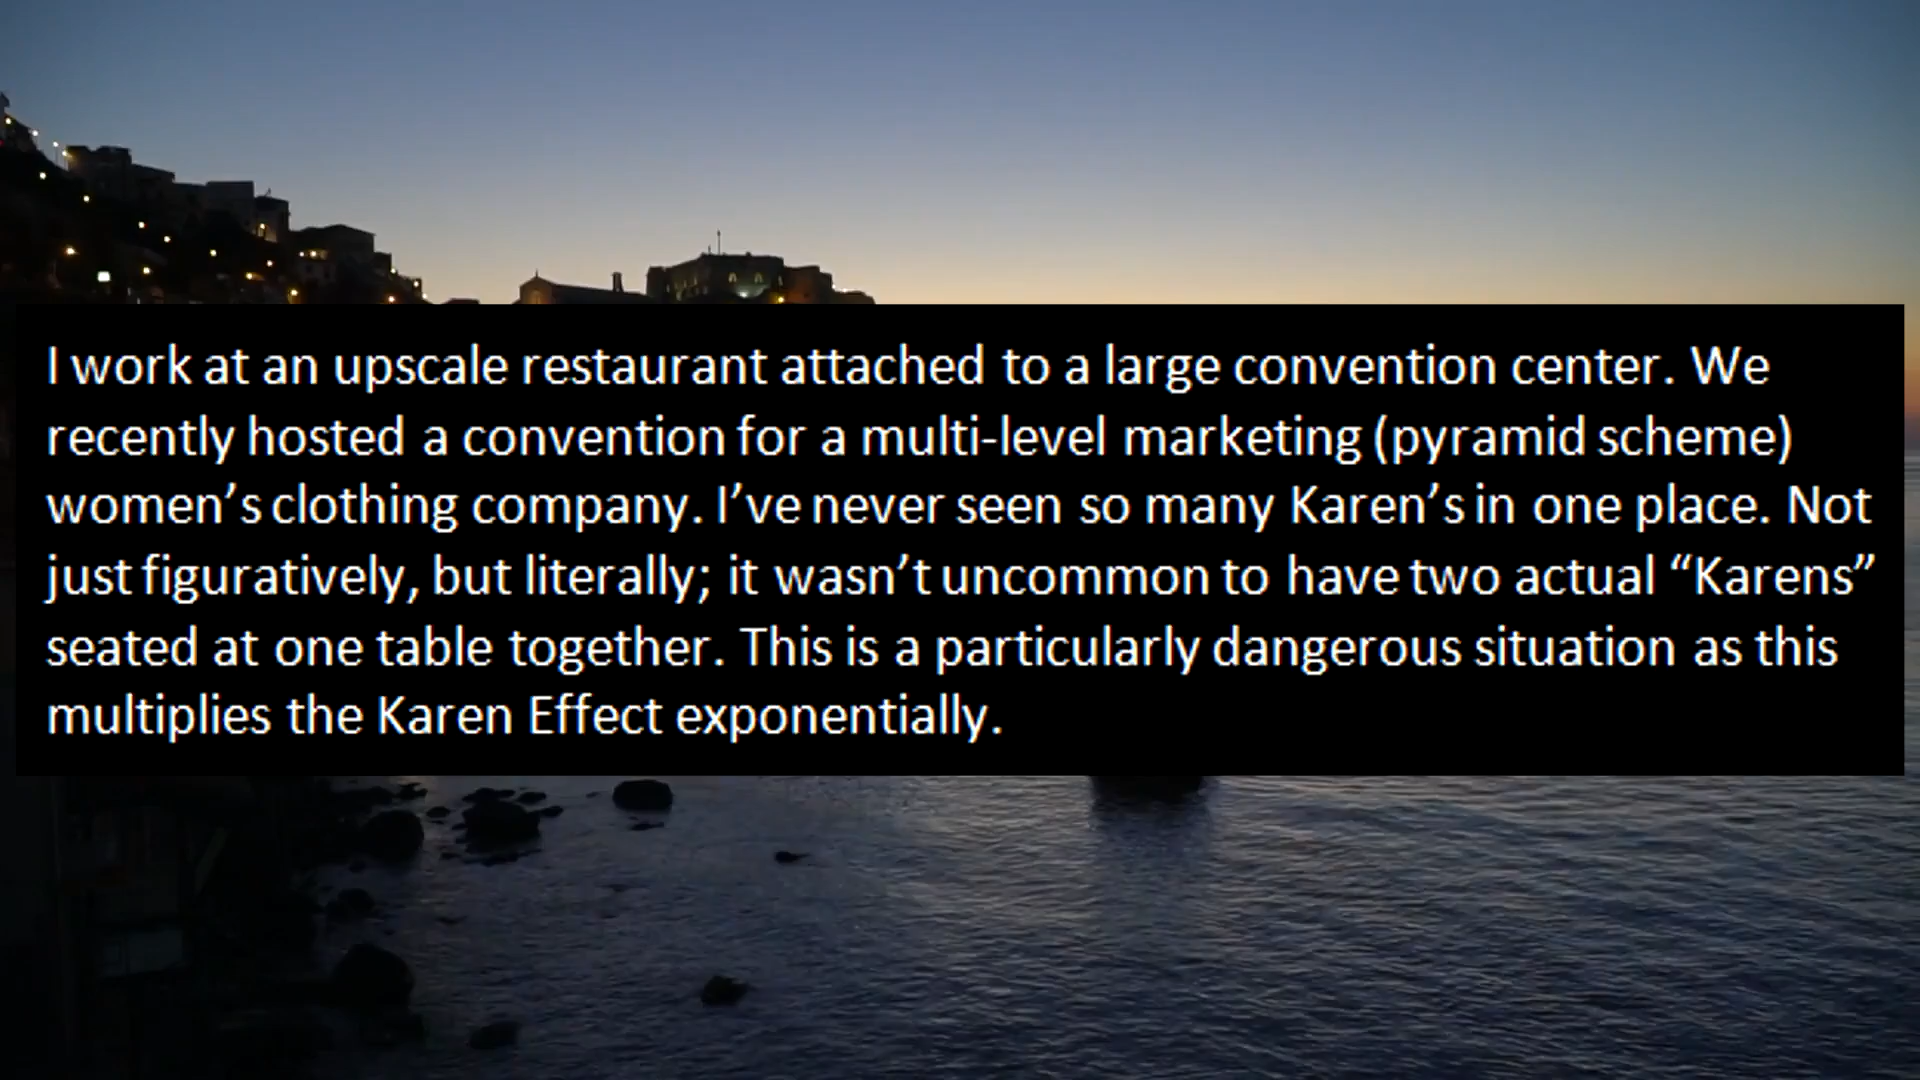 I work at an upscale restaurant attached to a large convention center. We
recently hosted a convention for a multi-level marketing (pyramid scheme)
women’s clothing company. I’ve never seen so many Karen’s in one place. Not
just figuratively, but literally; it wasn’t uncommon to have two actual “Karens”
seated at one table together. This is a particularly dangerous situation as this
multiplies the Karen Effect exponentially.